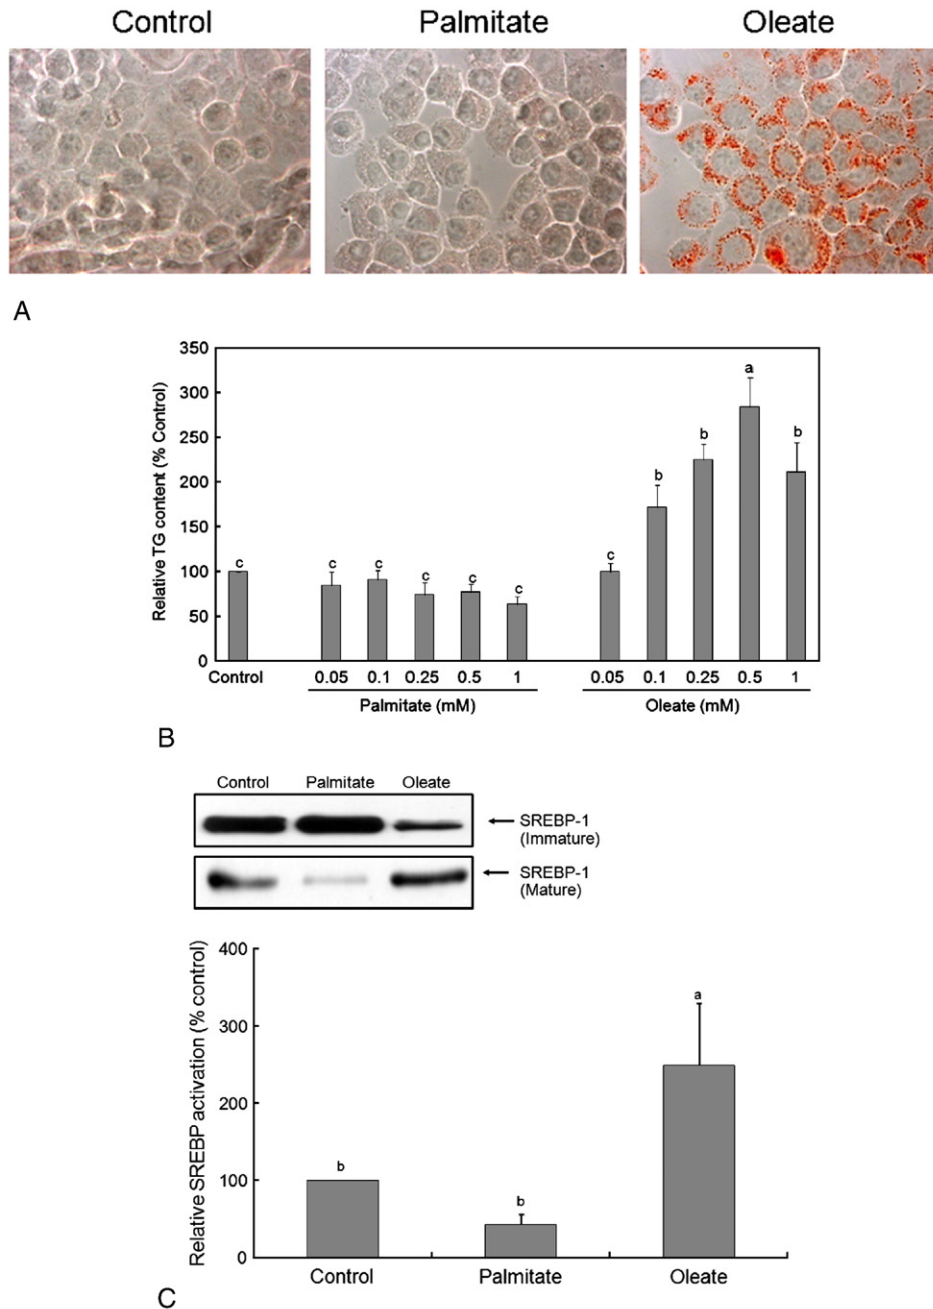 Control Palmitate Oleate
A
Relative TG content (% Control)
350
300
250
200
150
100
50
0
c c c c c c c b b a b
Control 0.05 0.1 0.25 0.5 1 0.05 0.1 0.25 0.5 1
Palmitate (mM) Oleate (mM)
B
Control Palmitate Oleate
SREBP-1
(Immature)
SREBP-1
(Mature)
Relative SREBP activation (% control)
400
300
200
100
0
b b a
Control Palmitate Oleate
C